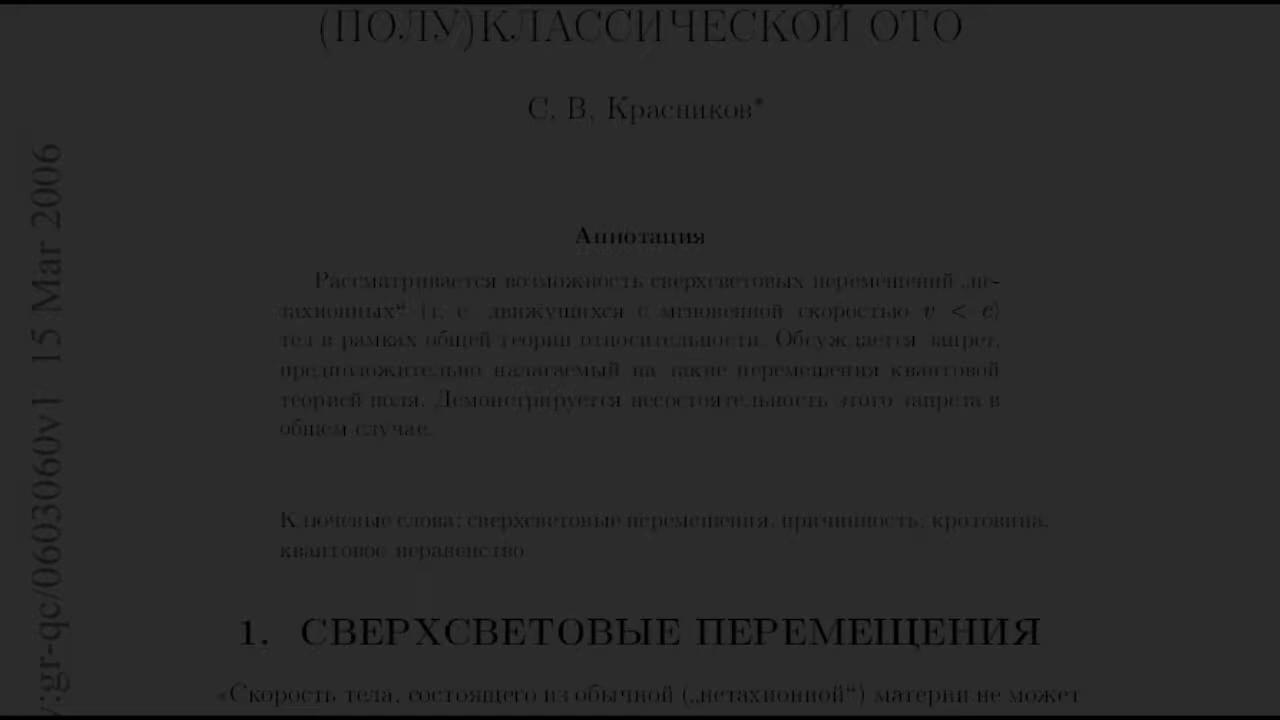 (ПОЛУ)КЛАССИЧЕСКОЙ ОТО
С. В. Красников*
Аннотация
Рассматривается возможность сверхсветовых перемещений „не-
тахионных“ (т. е. движущихся с мгновенной скоростью v < c)
тел в рамках общей теории относительности. Обсуждается запрет,
предположительно налагаемый на такие перемещения квантовой
теорией поля. Демонстрируется несостоятельность этого запрета в
общем случае.
Ключевые слова: сверхсветовые перемещения, причинность, кротовина,
квантовое неравенство
1. СВЕРХСВЕТОВЫЕ ПЕРЕМЕЩЕНИЯ
«Скорость тела, состоящего из обычной („нетахионной“) материи не может
v:gr-qc/0603060v1 15 Mar 2006